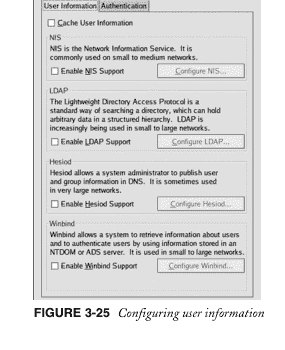 User Information Authentication
Cache User Information
NIS
NIS is the Network Information Service. It is
commonly used on small to medium networks.
Enable NIS Support Configure NIS...
LDAP
The Lightweight Directory Access Protocol is a
standard way of searching a directory, which can hold
arbitrary data in a structured hierarchy. LDAP is
increasingly being used in small to large networks.
Enable LDAP Support Configure LDAP...
Hesiod
Hesiod allows a system administrator to publish user
and group information in DNS. It is sometimes used
in very large networks.
Enable Hesiod Support Configure Hesiod...
Winbind
Winbind allows a system to retrieve information about users
and to authenticate users by using information stored in an
NTDOM or ADS server. It is used in small to large networks.
Enable Winbind Support Configure Winbind...
FIGURE 3-25 Configuring user information